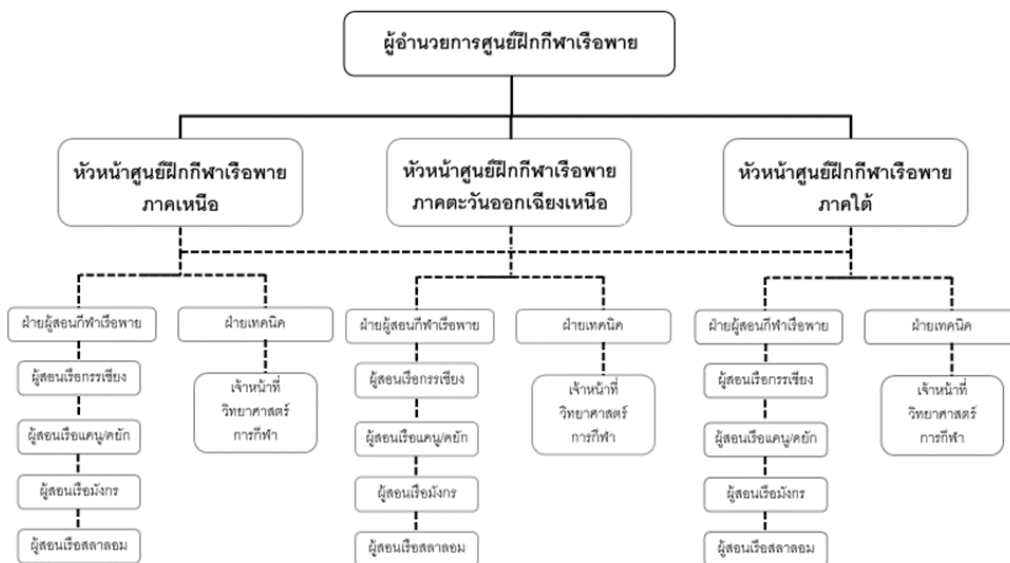 ผู้อำนวยการศูนย์ฝึกกีฬาเรือพาย
หัวหน้าศูนย์ฝึกกีฬาเรือพาย
ภาคเหนือ
หัวหน้าศูนย์ฝึกกีฬาเรือพาย
ภาคตะวันออกเฉียงเหนือ
หัวหน้าศูนย์ฝึกกีฬาเรือพาย
ภาคใต้
ฝ่ายผู้สอนกีฬาเรือพาย
ผู้สอนเรือกรรเชียง
ผู้สอนเรือแคนู/คยัก
ผู้สอนเรือมังกร
ผู้สอนเรือสลาลอม
ฝ่ายเทคนิค
เจ้าหน้าที่
วิทยาศาสตร์
การกีฬา
ฝ่ายผู้สอนกีฬาเรือพาย
ผู้สอนเรือกรรเชียง
ผู้สอนเรือแคนู/คยัก
ผู้สอนเรือมังกร
ผู้สอนเรือสลาลอม
ฝ่ายเทคนิค
เจ้าหน้าที่
วิทยาศาสตร์
การกีฬา
ฝ่ายผู้สอนกีฬาเรือพาย
ผู้สอนเรือกรรเชียง
ผู้สอนเรือแคนู/คยัก
ผู้สอนเรือมังกร
ผู้สอนเรือสลาลอม
ฝ่ายเทคนิค
เจ้าหน้าที่
วิทยาศาสตร์
การกีฬา